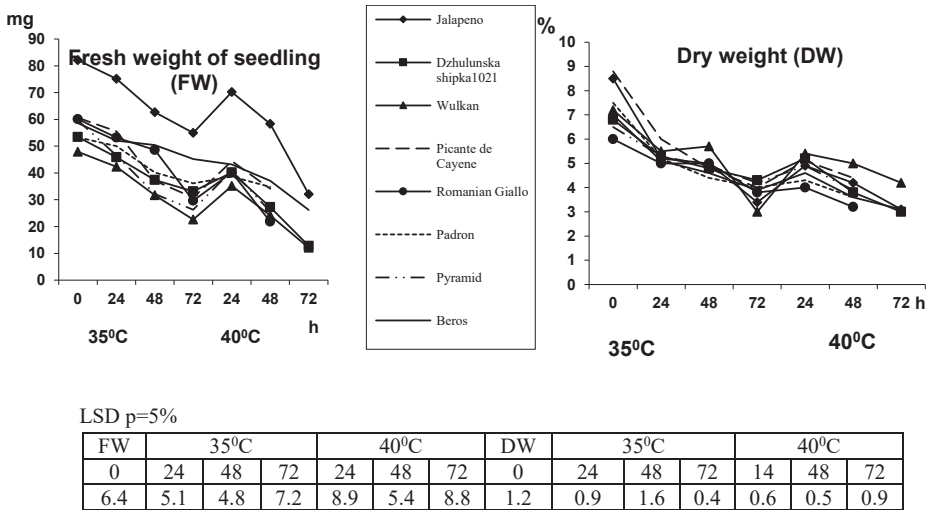 mg
Fresh weight of seedling
(FW)
90
80
70
60
50
40
30
20
10
0
0 24 48 72 24 48 72
h
35⁰C 40⁰C
Jalapeno
Dzhulunska
shipka1021
Wulkan
Picante de
Cayene
Romanian Giallo
Padron
Pyramid
Beros
%
Dry weight (DW)
10
9
8
7
6
5
4
3
2
1
0
0 24 48 72 24 48 72 h
35⁰C 40⁰C
LSD p=5%
FW 35⁰C 40⁰C DW 35⁰C 40⁰C
0 24 48 72 24 48 72 0 24 48 72 14 48 72
6.4 5.1 4.8 7.2 8.9 5.4 8.8 1.2 0.9 1.6 0.4 0.6 0.5 0.9